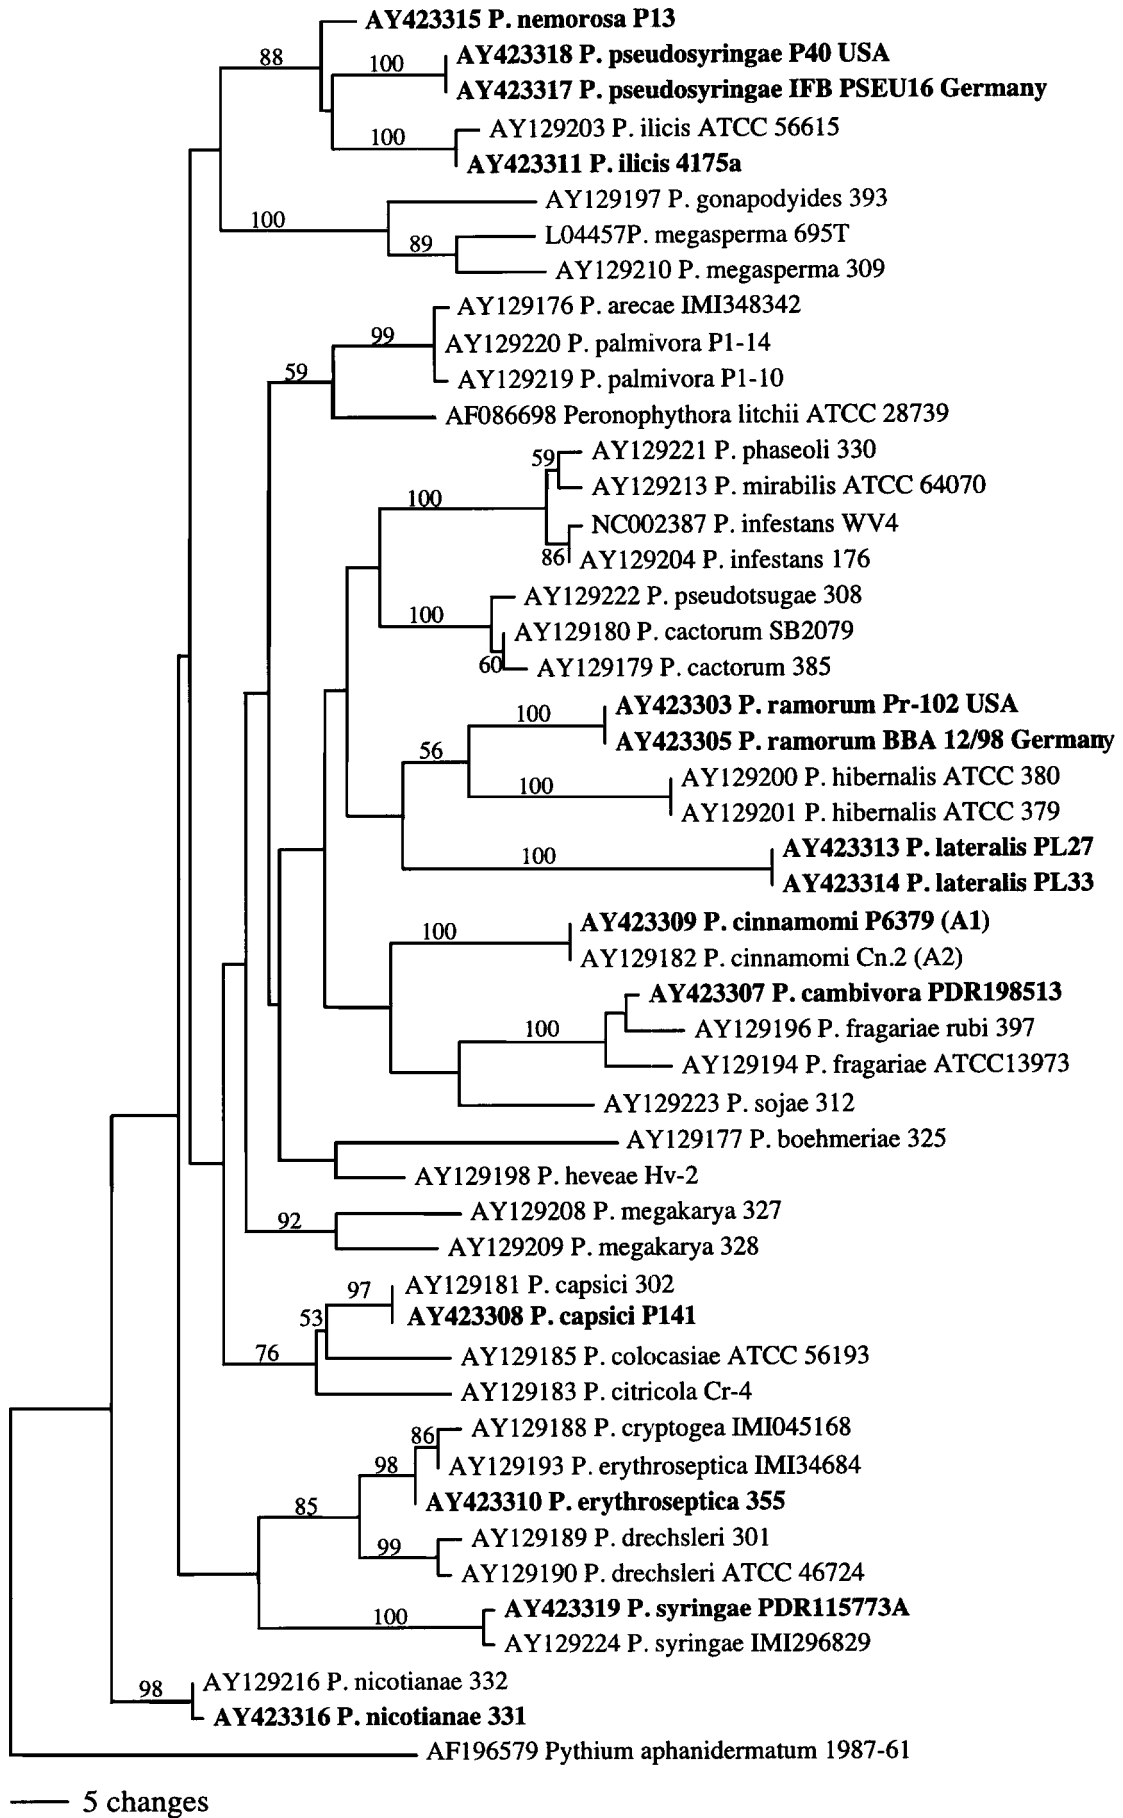 AY423315 P. nemorosa P13
88
AY423318 P. pseudosyringae P40 USA
100
AY423317 P. pseudosyringae IFB PSEU16 Germany
AY129203 P. ilicis ATCC 56615
100
AY423311 P. ilicis 4175a
AY129197 P. gonapodyides 393
100
L04457P. megasperma 695T
89
AY129210 P. megasperma 309
AY129176 P. arecae IMI348342
99
AY129220 P. palmivora P1-14
59
AY129219 P. palmivora P1-10
AF086698 Peronophythora litchii ATCC 28739
AY129221 P. phaseoli 330
59
AY129213 P. mirabilis ATCC 64070
100
NC002387 P. infestans WV4
86
AY129204 P. infestans 176
AY129222 P. pseudotsugae 308
100
AY129180 P. cactorum SB2079
60
AY129179 P. cactorum 385
AY423303 P. ramorum Pr-102 USA
100
AY423305 P. ramorum BBA 12/98 Germany
56
AY129200 P. hibernalis ATCC 380
100
AY129201 P. hibernalis ATCC 379
AY423313 P. lateralis PL27
100
AY423314 P. lateralis PL33
AY423309 P. cinnamomi P6379 (A1)
100
AY129182 P. cinnamomi Cn.2 (A2)
AY423307 P. cambivora PDR198513
100
AY129196 P. fragariae rubi 397
AY129194 P. fragariae ATCC13973
AY129223 P. sojae 312
AY129177 P. boehmeriae 325
AY129198 P. heveae Hv-2
AY129208 P. megakarya 327
92
AY129209 P. megakarya 328
AY129181 P. capsici 302
97
AY423308 P. capsici P141
53
AY129185 P. colocasiae ATCC 56193
76
AY129183 P. citricola Cr-4
AY129188 P. cryptogea IMI045168
86
AY129193 P. erythroseptica IMI34684
98
AY423310 P. erythroseptica 355
85
AY129189 P. drechsleri 301
99
AY129190 P. drechsleri ATCC 46724
AY423319 P. syringae PDR115773A
100
AY129224 P. syringae IMI296829
AY129216 P. nicotianae 332
98
AY423316 P. nicotianae 331
AF196579 Pythium aphanidermatum 1987-61
5 changes